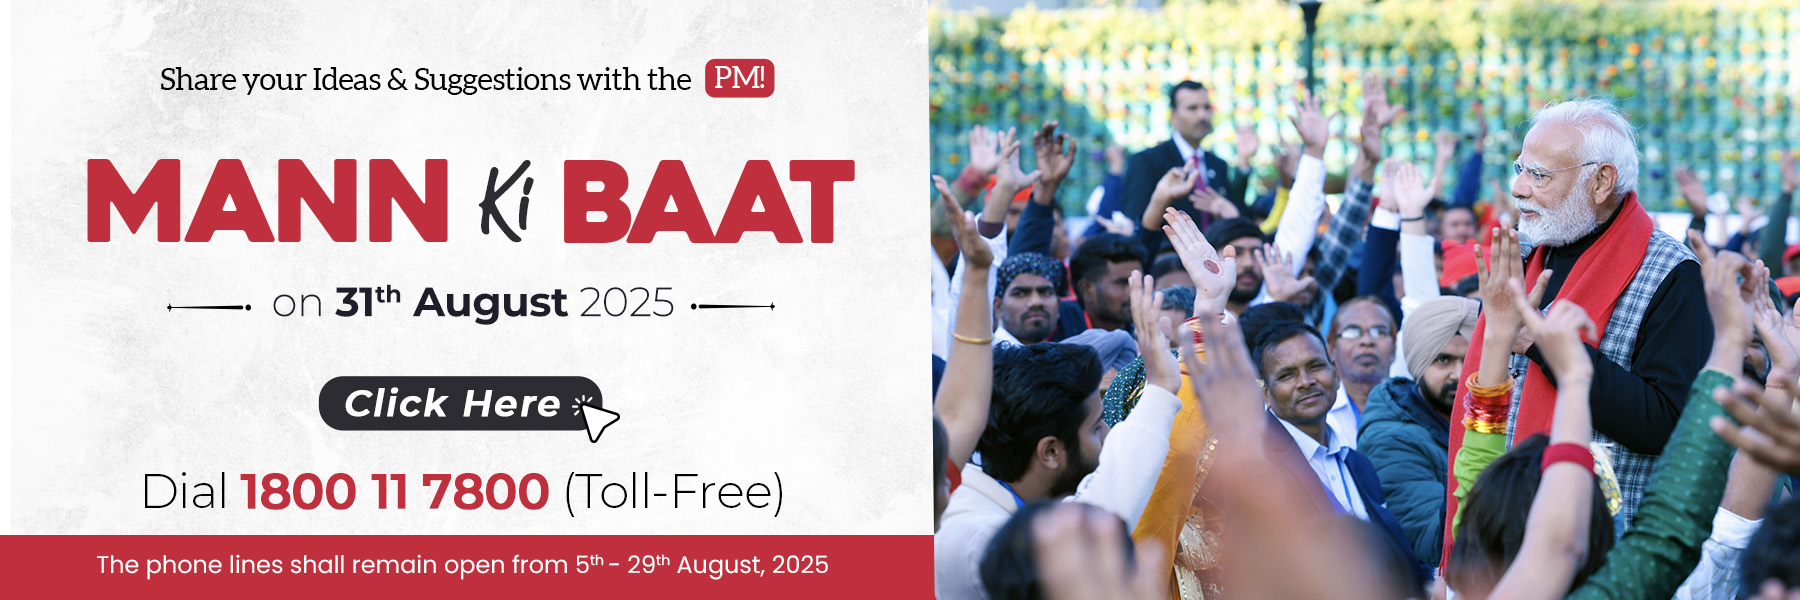 Share your Ideas & Suggestions with the PM!
MANN Ki BAAT
on 31th August 2025
Click Here
Dial 1800 11 7800 (Toll-Free)
The phone lines shall remain open from 5th - 29th August, 2025